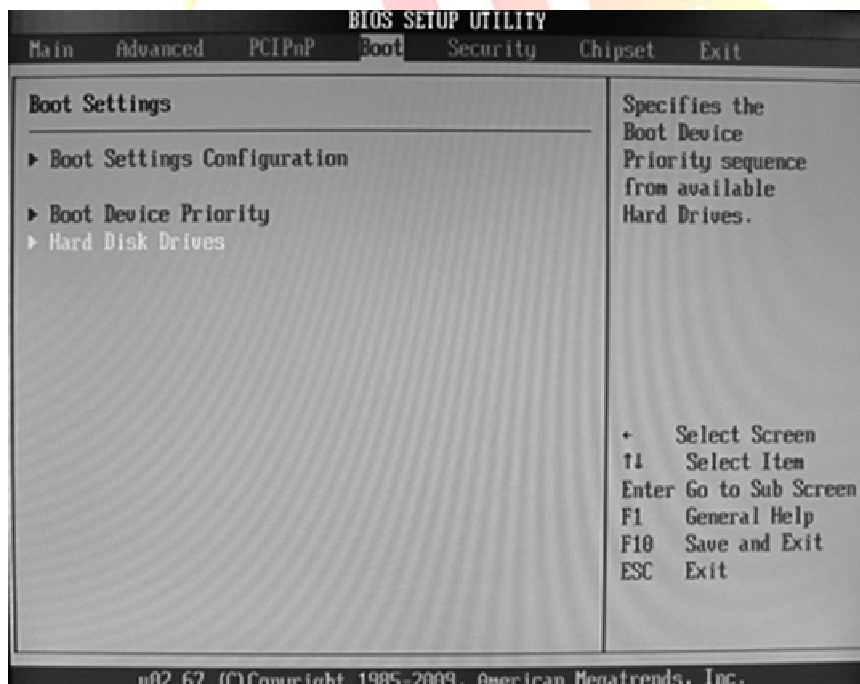 BIOS SETUP UTILITY
Main Advanced PCIPnP Boot Security Chipset Exit
Boot Settings
▶ Boot Settings Configuration
▶ Boot Device Priority
▶ Hard Disk Drives
Specifies the
Boot Device
Priority sequence
from available
Hard Drives.
← Select Screen
↑↓ Select Item
Enter Go to Sub Screen
F1 General Help
F10 Save and Exit
ESC Exit
v02.67 (C)Copyright 1985-2009, American Megatrends, Inc.